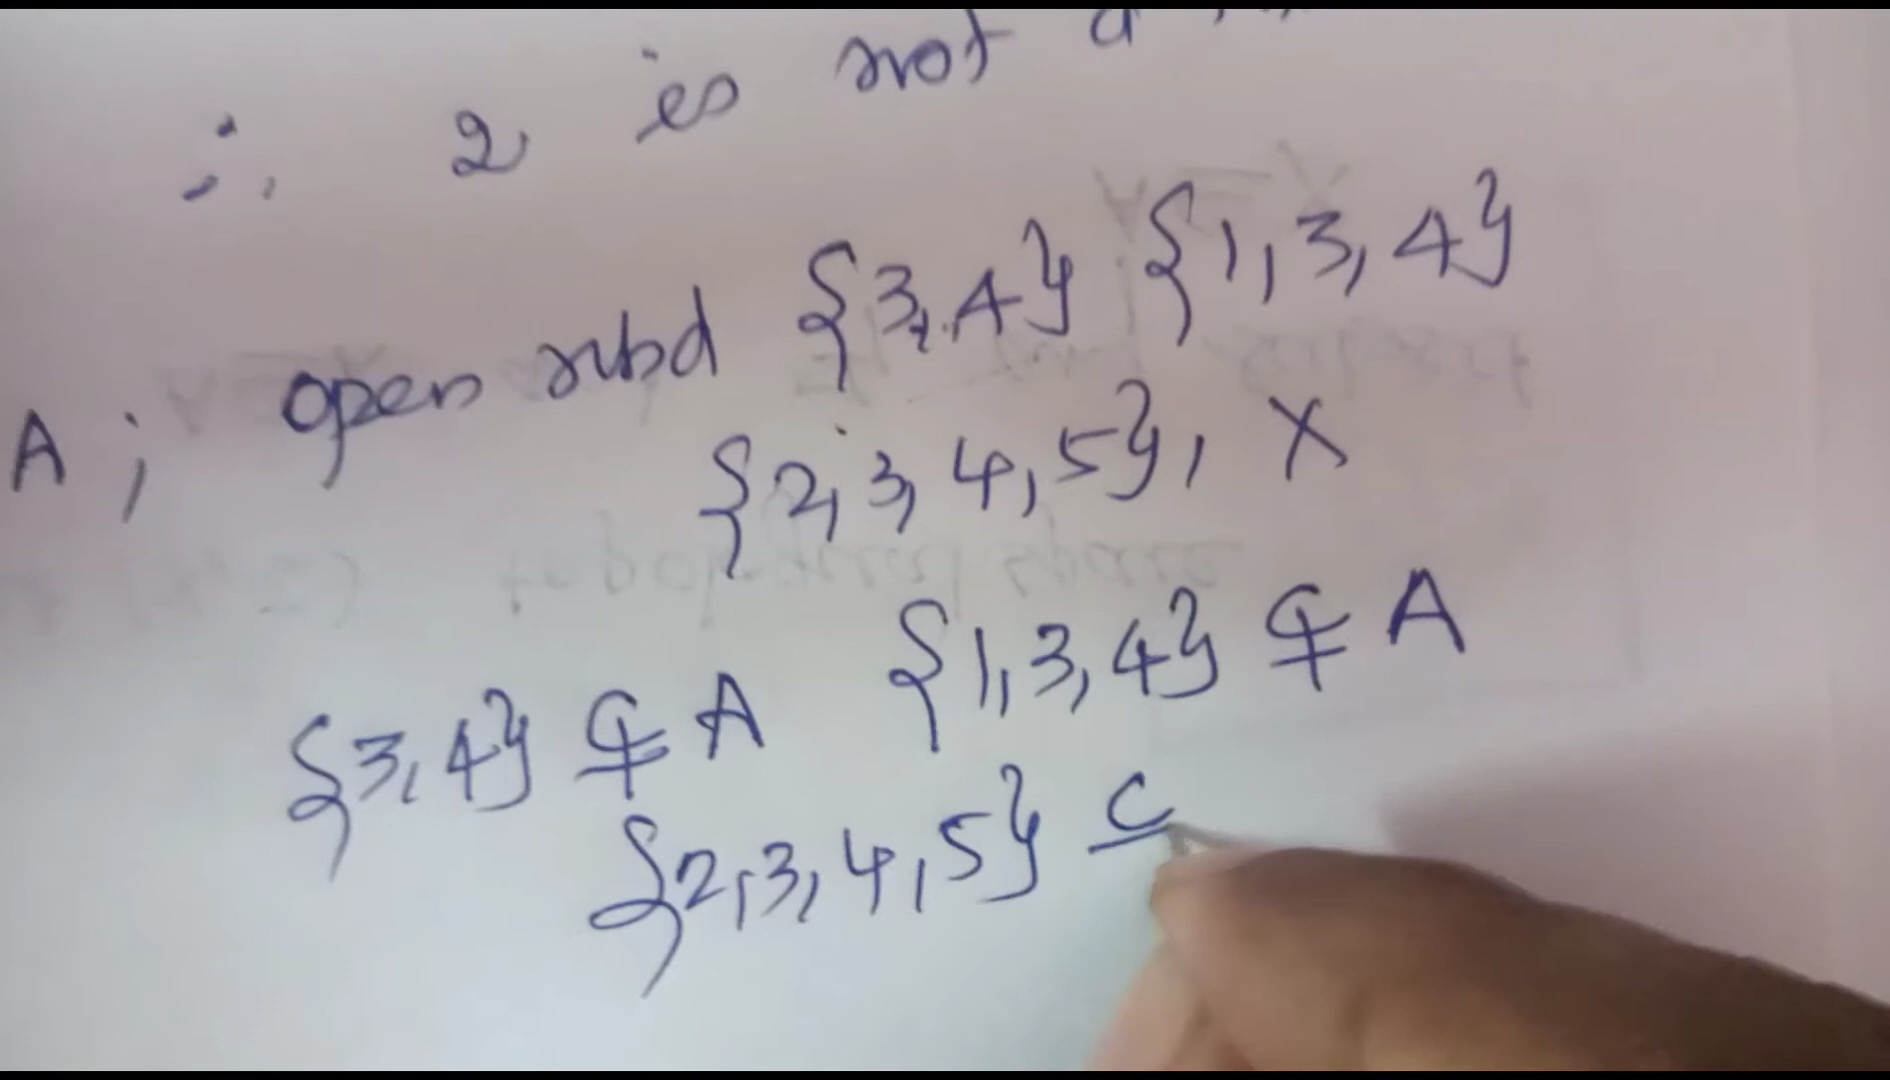 ∴ 2 is not a
A; open nbd {3,4} {1,3,4}
{2,3,4,5}, X
{3,4} ⊈ A {1,3,4} ⊈ A
{2,3,4,5} ⊆